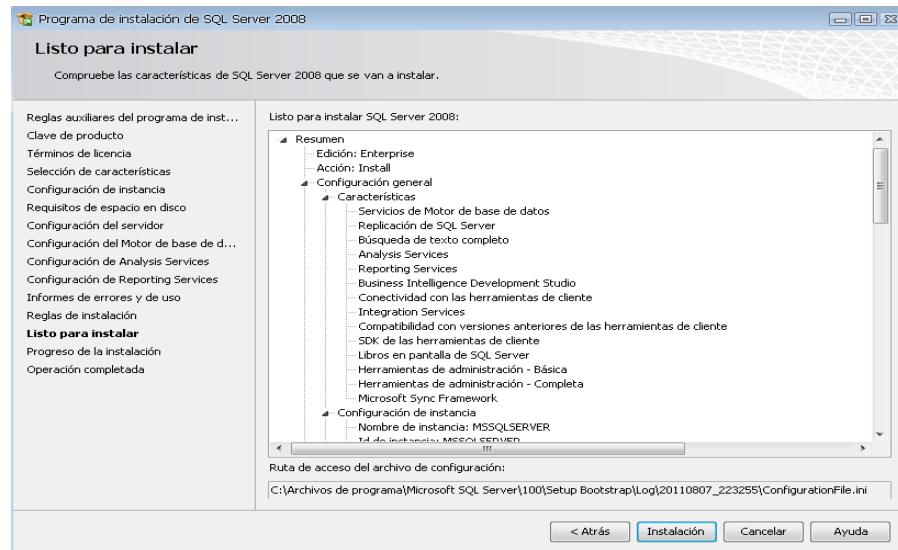 Programa de instalación de SQL Server 2008
Listo para instalar
Compruebe las características de SQL Server 2008 que se van a instalar.
Reglas auxiliares del programa de inst...
Clave de producto
Términos de licencia
Selección de características
Configuración de instancia
Requisitos de espacio en disco
Configuración del servidor
Configuración del Motor de base de d...
Configuración de Analysis Services
Configuración de Reporting Services
Informes de errores y de uso
Reglas de instalación
Listo para instalar
Progreso de la instalación
Operación completada
Listo para instalar SQL Server 2008:
Resumen
Edición: Enterprise
Acción: Install
Configuración general
Características
Servicios de Motor de base de datos
Replicación de SQL Server
Búsqueda de texto completo
Analysis Services
Reporting Services
Business Intelligence Development Studio
Conectividad con las herramientas de cliente
Integration Services
Compatibilidad con versiones anteriores de las herramientas de cliente
SDK de las herramientas de cliente
Libros en pantalla de SQL Server
Herramientas de administración - Básica
Herramientas de administración - Completa
Microsoft Sync Framework
Configuración de instancia
Nombre de instancia: MSSQLSERVER
Id de instancia: MSSQLSERVER
Ruta de acceso del archivo de configuración:
C:\Archivos de programa\Microsoft SQL Server\100\Setup Bootstrap\Log\20110807_223255\ConfigurationFile.ini
< Atrás
Instalación
Cancelar
Ayuda